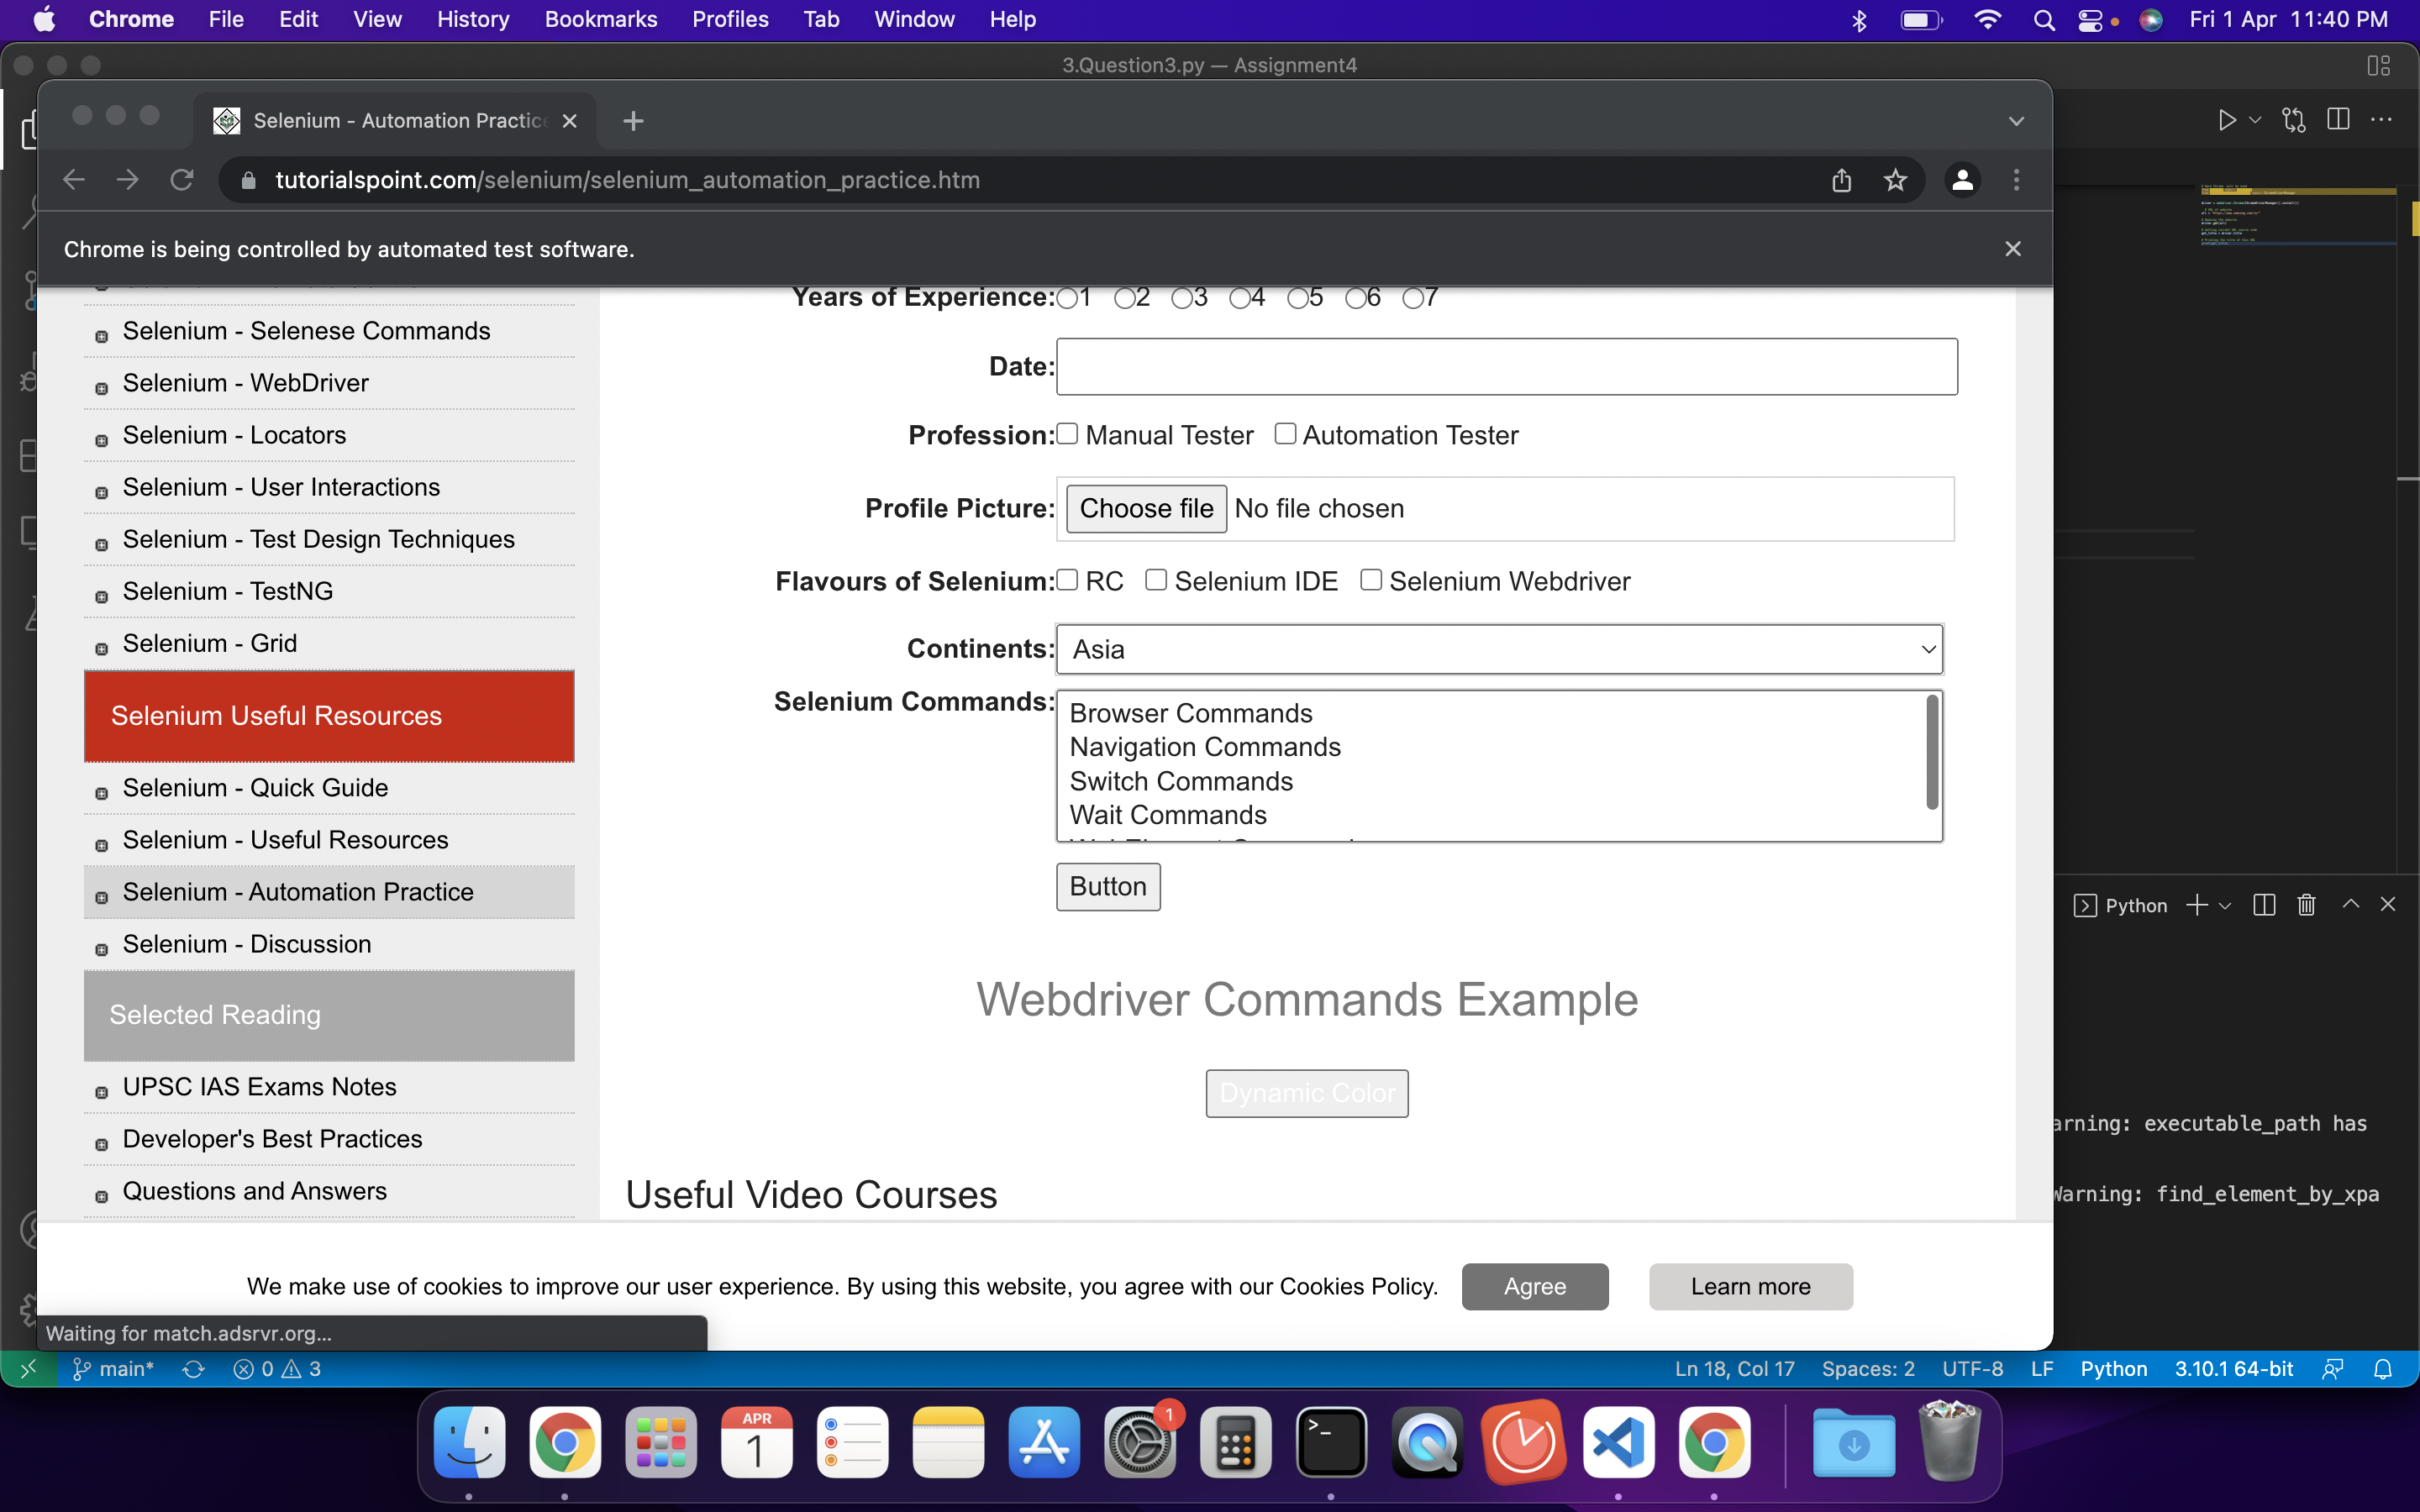 Chrome File Edit View History Bookmarks Profiles Tab Window Help Fri 1 Apr 11:40 PM
3.Question3.py — Assignment4
Selenium - Automation Practice
tutorialspoint.com/selenium/selenium_automation_practice.htm
Chrome is being controlled by automated test software.
Selenium - Selenese Commands
Selenium - WebDriver
Selenium - Locators
Selenium - User Interactions
Selenium - Test Design Techniques
Selenium - TestNG
Selenium - Grid
Selenium Useful Resources
Selenium - Quick Guide
Selenium - Useful Resources
Selenium - Automation Practice
Selenium - Discussion
Selected Reading
UPSC IAS Exams Notes
Developer's Best Practices
Questions and Answers
Years of Experience: 1 2 3 4 5 6 7
Date:
Profession: Manual Tester Automation Tester
Profile Picture: Choose file No file chosen
Flavours of Selenium: RC Selenium IDE Selenium Webdriver
Continents: Asia
Selenium Commands: Browser Commands
Navigation Commands
Switch Commands
Wait Commands
Button
Webdriver Commands Example
Dynamic Color
Useful Video Courses
We make use of cookies to improve our user experience. By using this website, you agree with our Cookies Policy. Agree Learn more
Waiting for match.adsrvr.org...
Python
arning: executable_path has
Warning: find_element_by_xpa
main* 0 3 Ln 18, Col 17 Spaces: 2 UTF-8 LF Python 3.10.1 64-bit
APR
1
1